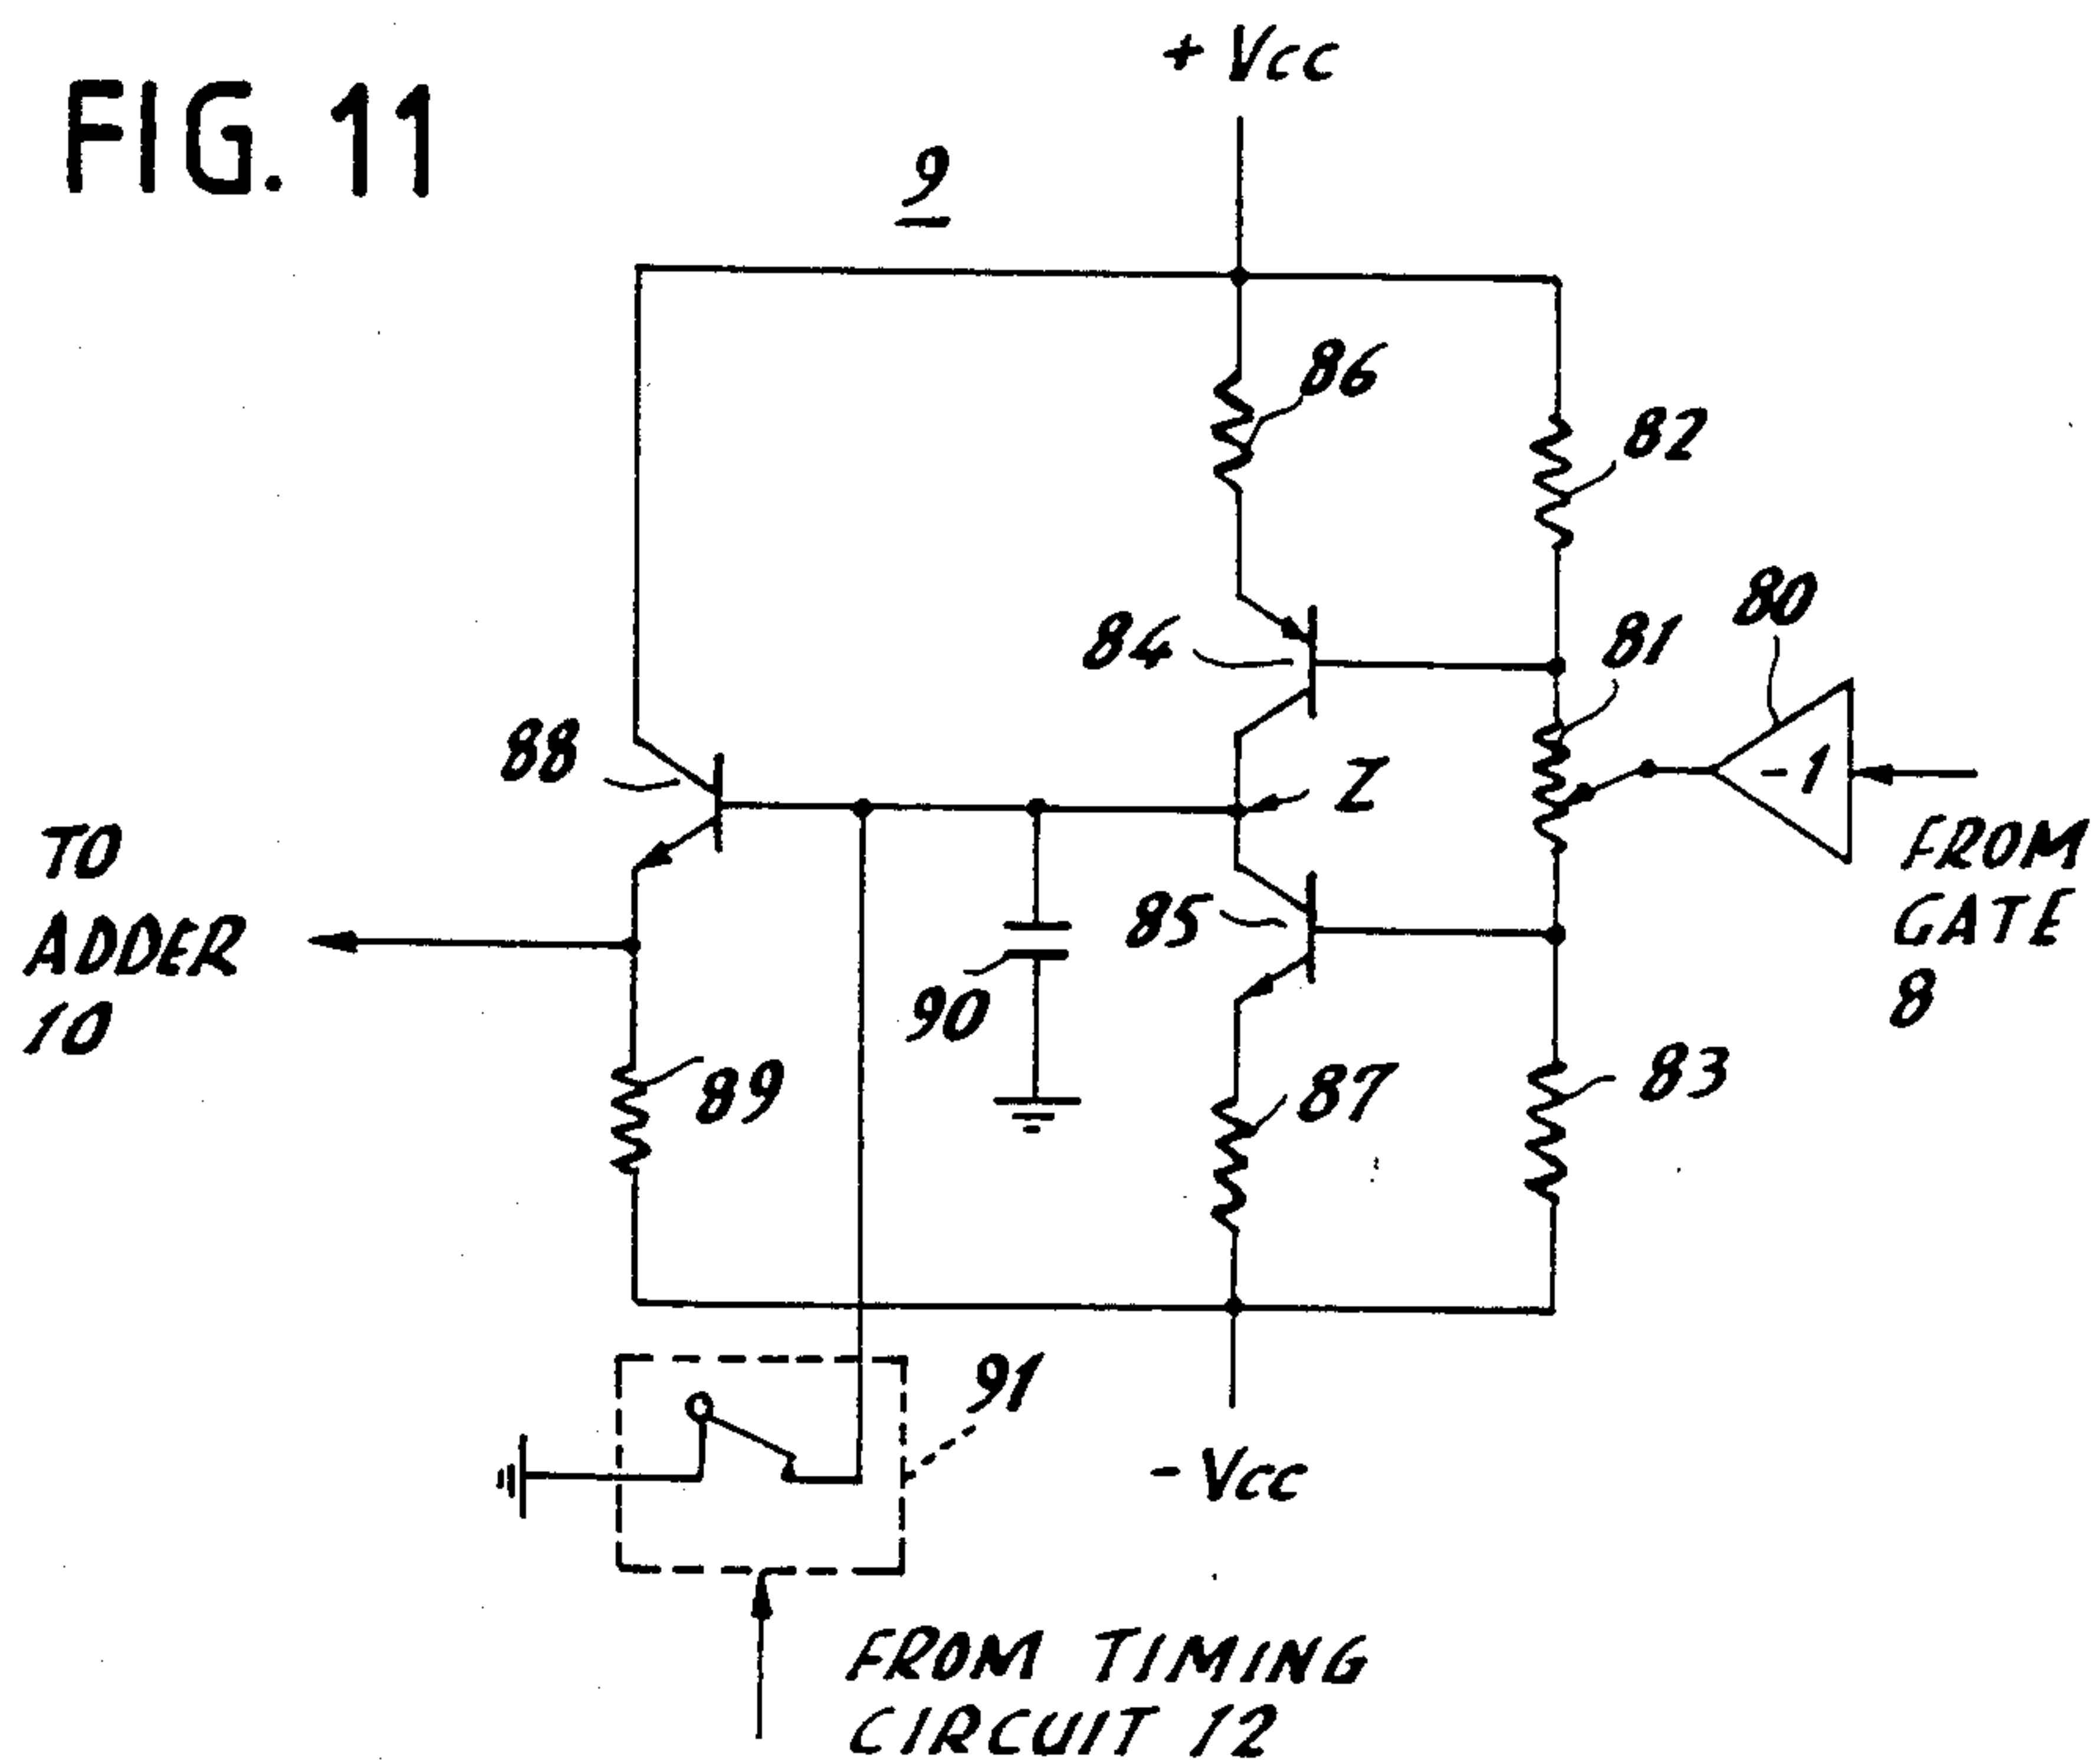 FIG. 11
+ Vcc
9
86
82
84
81
80
88
Z
- 1
TO
ADDER
10
FROM
GATE
8
85
90
89
87
83
91
- Vcc
FROM TIMING
CIRCUIT 12